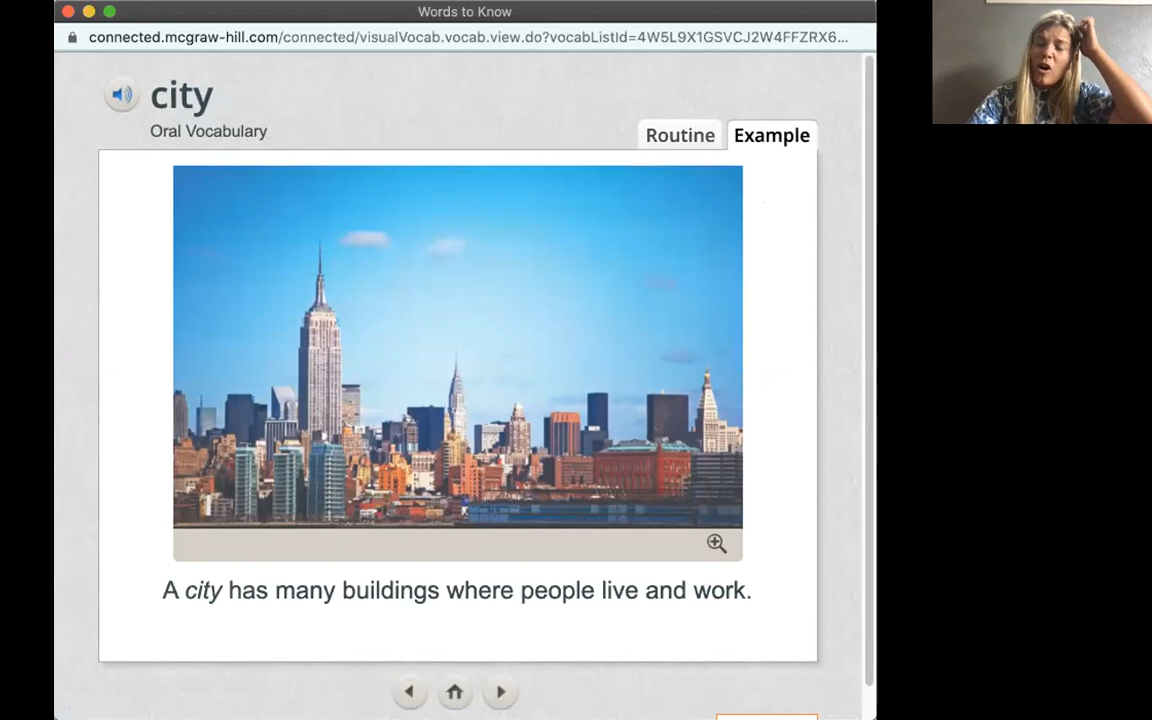 Words to Know
connected.mcgraw-hill.com/connected/visualVocab.vocab.view.do?vocabListId=4W5L9X1GSVCJ2W4FFZRX6...
city
Oral Vocabulary
Routine
Example
A city has many buildings where people live and work.